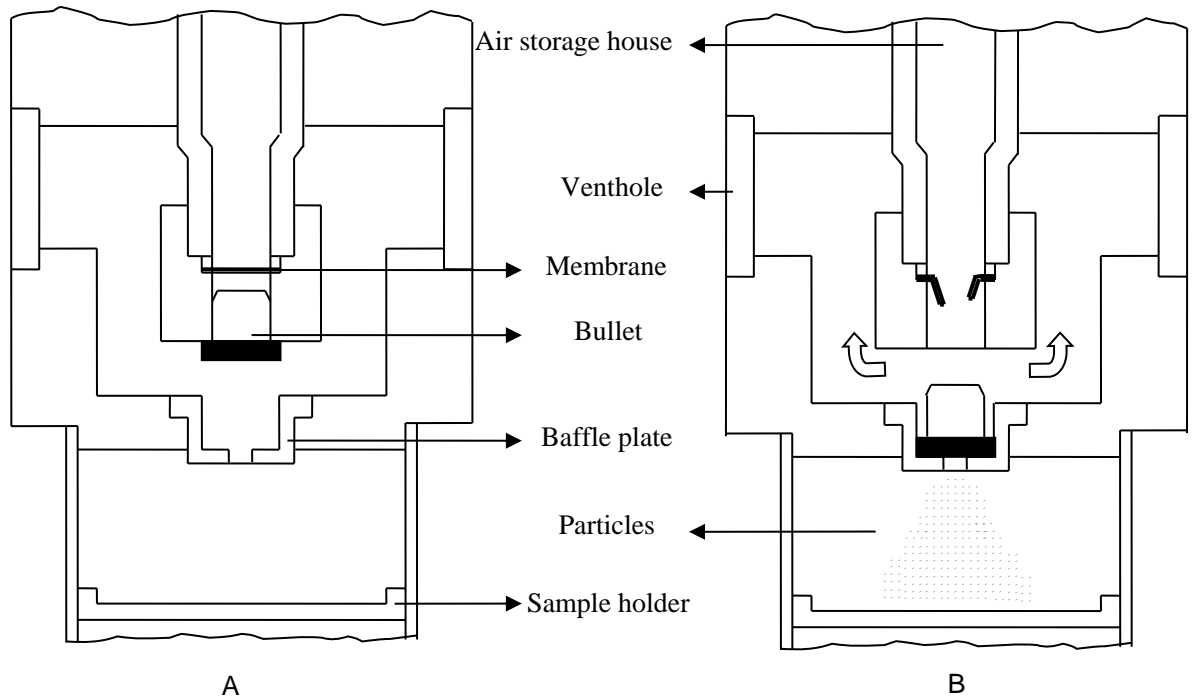 Air storage house
Venthole
Membrane
Bullet
Baffle plate
Particles
Sample holder
A
B